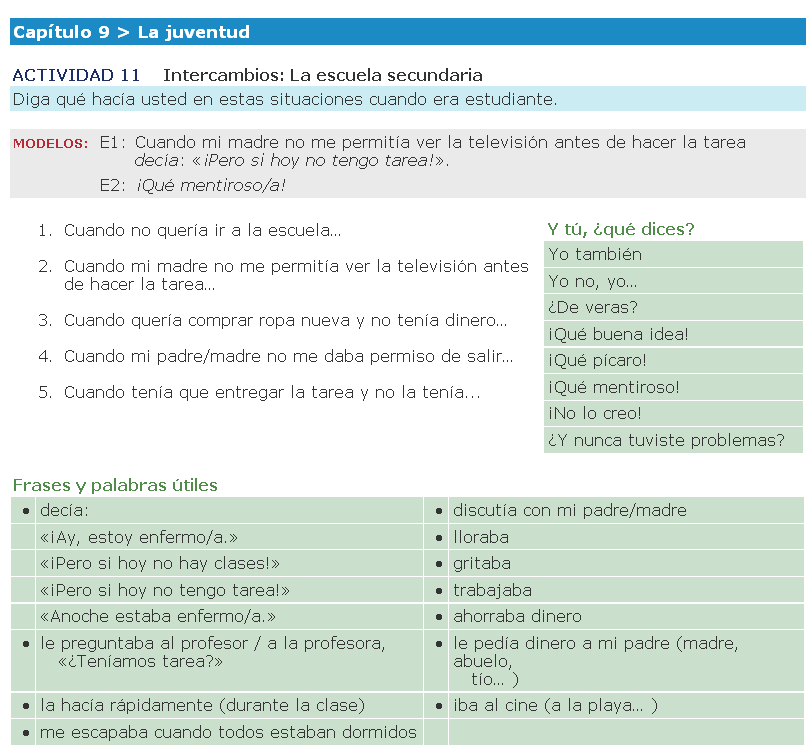 Capítulo 9 > La juventud
ACTIVIDAD 11 Intercambios: La escuela secundaria
Diga qué hacía usted en estas situaciones cuando era estudiante.
MODELOS: E1: Cuando mi madre no me permitía ver la televisión antes de hacer la tarea
decía: «¡Pero si hoy no tengo tarea!».
E2: ¡Qué mentiroso/a!
1. Cuando no quería ir a la escuela...
2. Cuando mi madre no me permitía ver la televisión antes
de hacer la tarea...
3. Cuando quería comprar ropa nueva y no tenía dinero...
4. Cuando mi padre/madre no me daba permiso de salir...
5. Cuando tenía que entregar la tarea y no la tenía...
Y tú, ¿qué dices?
Yo también
Yo no, yo...
¿De veras?
¡Qué buena idea!
¡Qué pícaro!
¡Qué mentiroso!
¡No lo creo!
¿Y nunca tuviste problemas?
Frases y palabras útiles
• decía:
«¡Ay, estoy enfermo/a.»
«¡Pero si hoy no hay clases!»
«¡Pero si hoy no tengo tarea!»
«Anoche estaba enfermo/a.»
• le preguntaba al profesor / a la profesora,
«¿Teníamos tarea?»
• la hacía rápidamente (durante la clase)
• me escapaba cuando todos estaban dormidos
• discutía con mi padre/madre
• lloraba
• gritaba
• trabajaba
• ahorraba dinero
• le pedía dinero a mi padre (madre,
abuelo,
tío... )
• iba al cine (a la playa... )